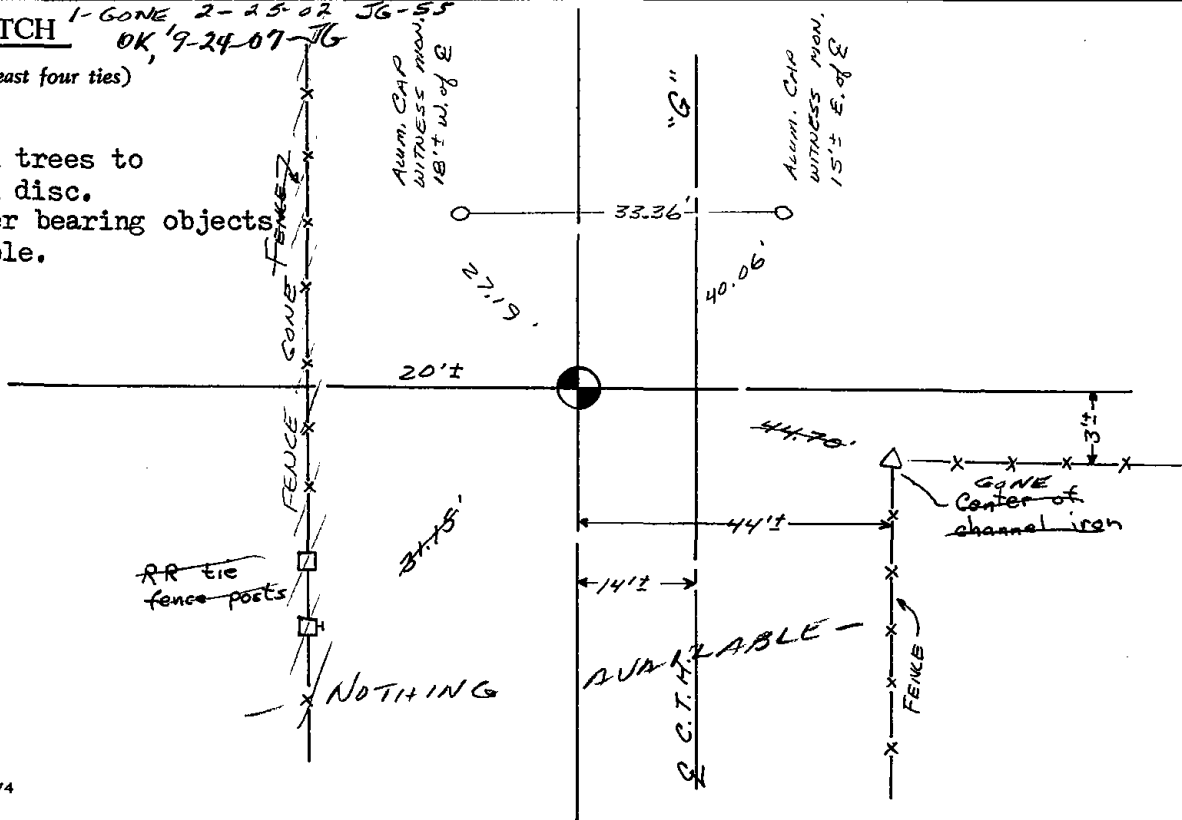 1-GONE 2-25-02 JG-55
TCH
OK, 9-24-07-JG
east four ties)
trees to
disc.
er bearing objects
ble.
ALUM. CAP
WITNESS MON.
18'± W. of ℄
"G"
ALUM. CAP
WITNESS MON.
15'± E. of ℄
FENCE
33.36'
27.19'
40.06'
FENCE GONE
20'±
44.70'
3'±
GONE
Center of
channel iron
44'±
31.15'
RR tie
fence posts
14'±
- NOTHING AVAILABLE -
FENCE
℄ C.T.H.
74